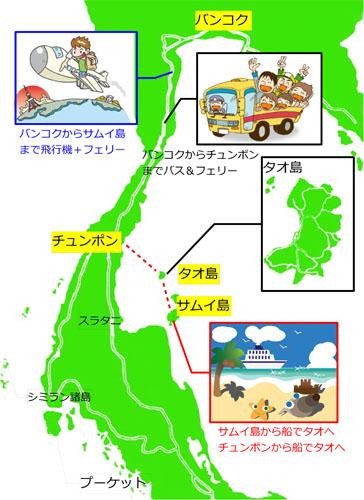 バンコク
バンコクからサムイ島
まで飛行機＋フェリー
バンコクからチュンポン
までバス＆フェリー
タオ島
チュンポン
タオ島
サムイ島
スラタニ
シミラン諸島
サムイ島から船でタオへ
チュンポンから船でタオへ
プーケット